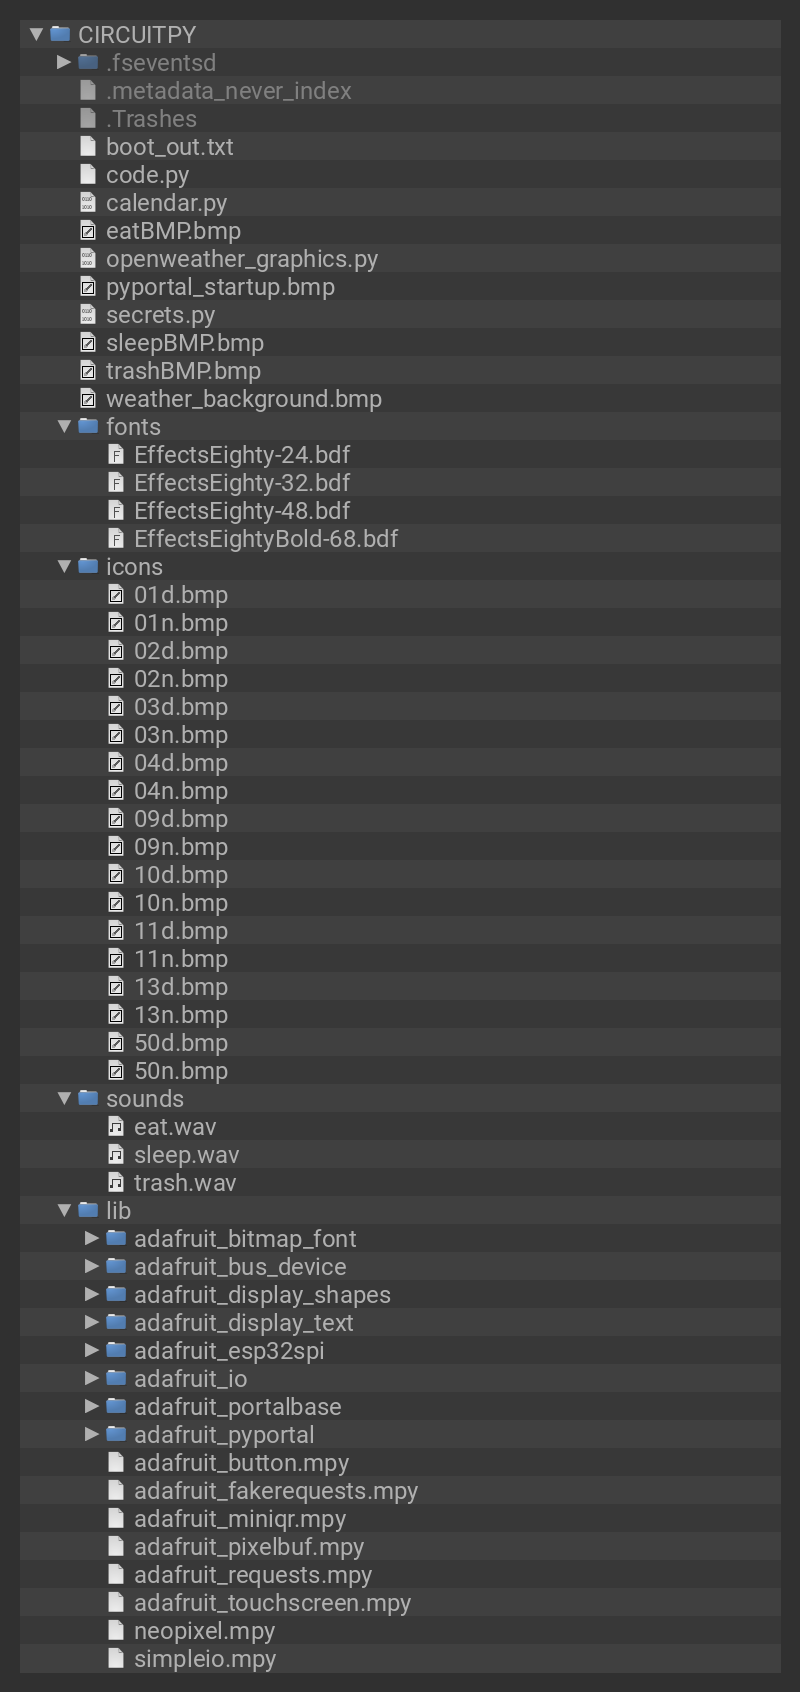 CIRCUITPY
.fseventsd
.metadata_never_index
.Trashes
boot_out.txt
code.py
calendar.py
eatBMP.bmp
openweather_graphics.py
pyportal_startup.bmp
secrets.py
sleepBMP.bmp
trashBMP.bmp
weather_background.bmp
fonts
EffectsEighty-24.bdf
EffectsEighty-32.bdf
EffectsEighty-48.bdf
EffectsEightyBold-68.bdf
icons
01d.bmp
01n.bmp
02d.bmp
02n.bmp
03d.bmp
03n.bmp
04d.bmp
04n.bmp
09d.bmp
09n.bmp
10d.bmp
10n.bmp
11d.bmp
11n.bmp
13d.bmp
13n.bmp
50d.bmp
50n.bmp
sounds
eat.wav
sleep.wav
trash.wav
lib
adafruit_bitmap_font
adafruit_bus_device
adafruit_display_shapes
adafruit_display_text
adafruit_esp32spi
adafruit_io
adafruit_portalbase
adafruit_pyportal
adafruit_button.mpy
adafruit_fakerequests.mpy
adafruit_miniqr.mpy
adafruit_pixelbuf.mpy
adafruit_requests.mpy
adafruit_touchscreen.mpy
neopixel.mpy
simpleio.mpy